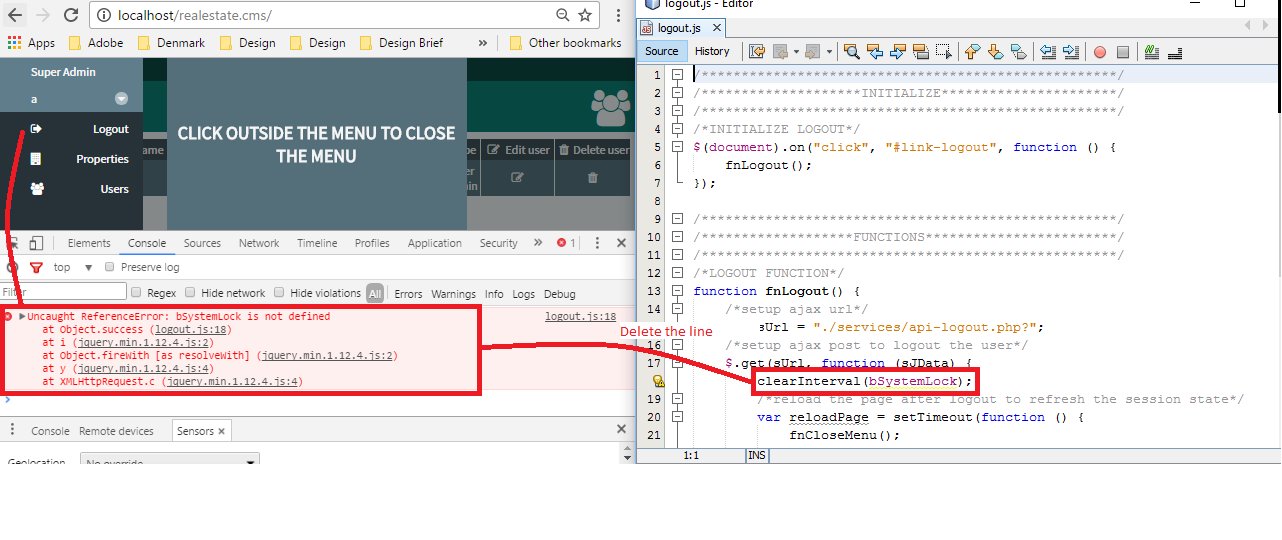 localhost/realestate.cms/
Apps Adobe Denmark Design Design Design Brief » Other bookmarks
Super Admin
a
Logout
Properties
Users
CLICK OUTSIDE THE MENU TO CLOSE
THE MENU
ame
Edit user Delete user
Elements Console Sources Network Timeline Profiles Application Security » 1
top Preserve log
Filter Regex Hide network Hide violations All Errors Warnings Info Logs Debug
Uncaught ReferenceError: bSystemLock is not defined logout.js:18
at Object.success (logout.js:18)
at i (jquery.min.1.12.4.js:2)
at Object.fireWith [as resolveWith] (jquery.min.1.12.4.js:2)
at y (jquery.min.1.12.4.js:4)
at XMLHttpRequest.c (jquery.min.1.12.4.js:4)
>
Console Remote devices Sensors ×
Geolocation No override
Delete the line
logout.js - Editor
logout.js
Source History
1 /****************************************************/
2 /********************INITIALIZE**********************/
3 /****************************************************/
4 /*INITIALIZE LOGOUT*/
5 $(document).on("click", "#link-logout", function () {
6 fnLogout();
7 });
8
9 /****************************************************/
10 /*******************FUNCTIONS************************/
11 /****************************************************/
12 /*LOGOUT FUNCTION*/
13 function fnLogout() {
14 /*setup ajax url*/
sUrl = "./services/api-logout.php?";
16 /*setup ajax post to logout the user*/
17 $.get(sUrl, function (sJData) {
clearInterval(bSystemLock);
19 /*reload the page after logout to refresh the session state*/
20 var reloadPage = setTimeout(function () {
21 fnCloseMenu();
1:1 INS